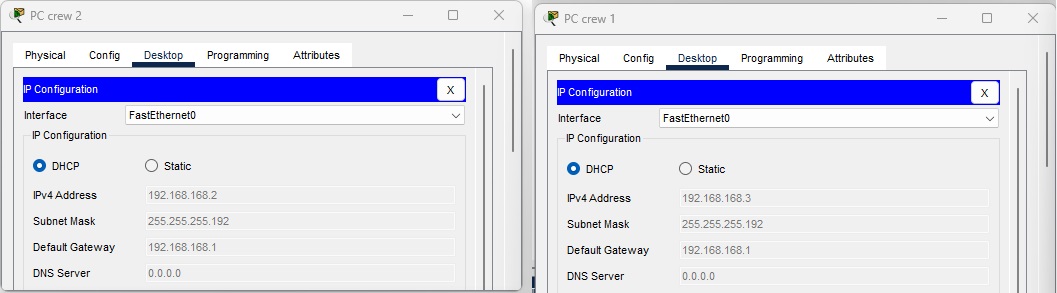 PC crew 2
Physical Config Desktop Programming Attributes
IP Configuration X
Interface FastEthernet0
IP Configuration
DHCP Static
IPv4 Address 192.168.168.2
Subnet Mask 255.255.255.192
Default Gateway 192.168.168.1
DNS Server 0.0.0.0
PC crew 1
Physical Config Desktop Programming Attributes
IP Configuration X
Interface FastEthernet0
IP Configuration
DHCP Static
IPv4 Address 192.168.168.3
Subnet Mask 255.255.255.192
Default Gateway 192.168.168.1
DNS Server 0.0.0.0